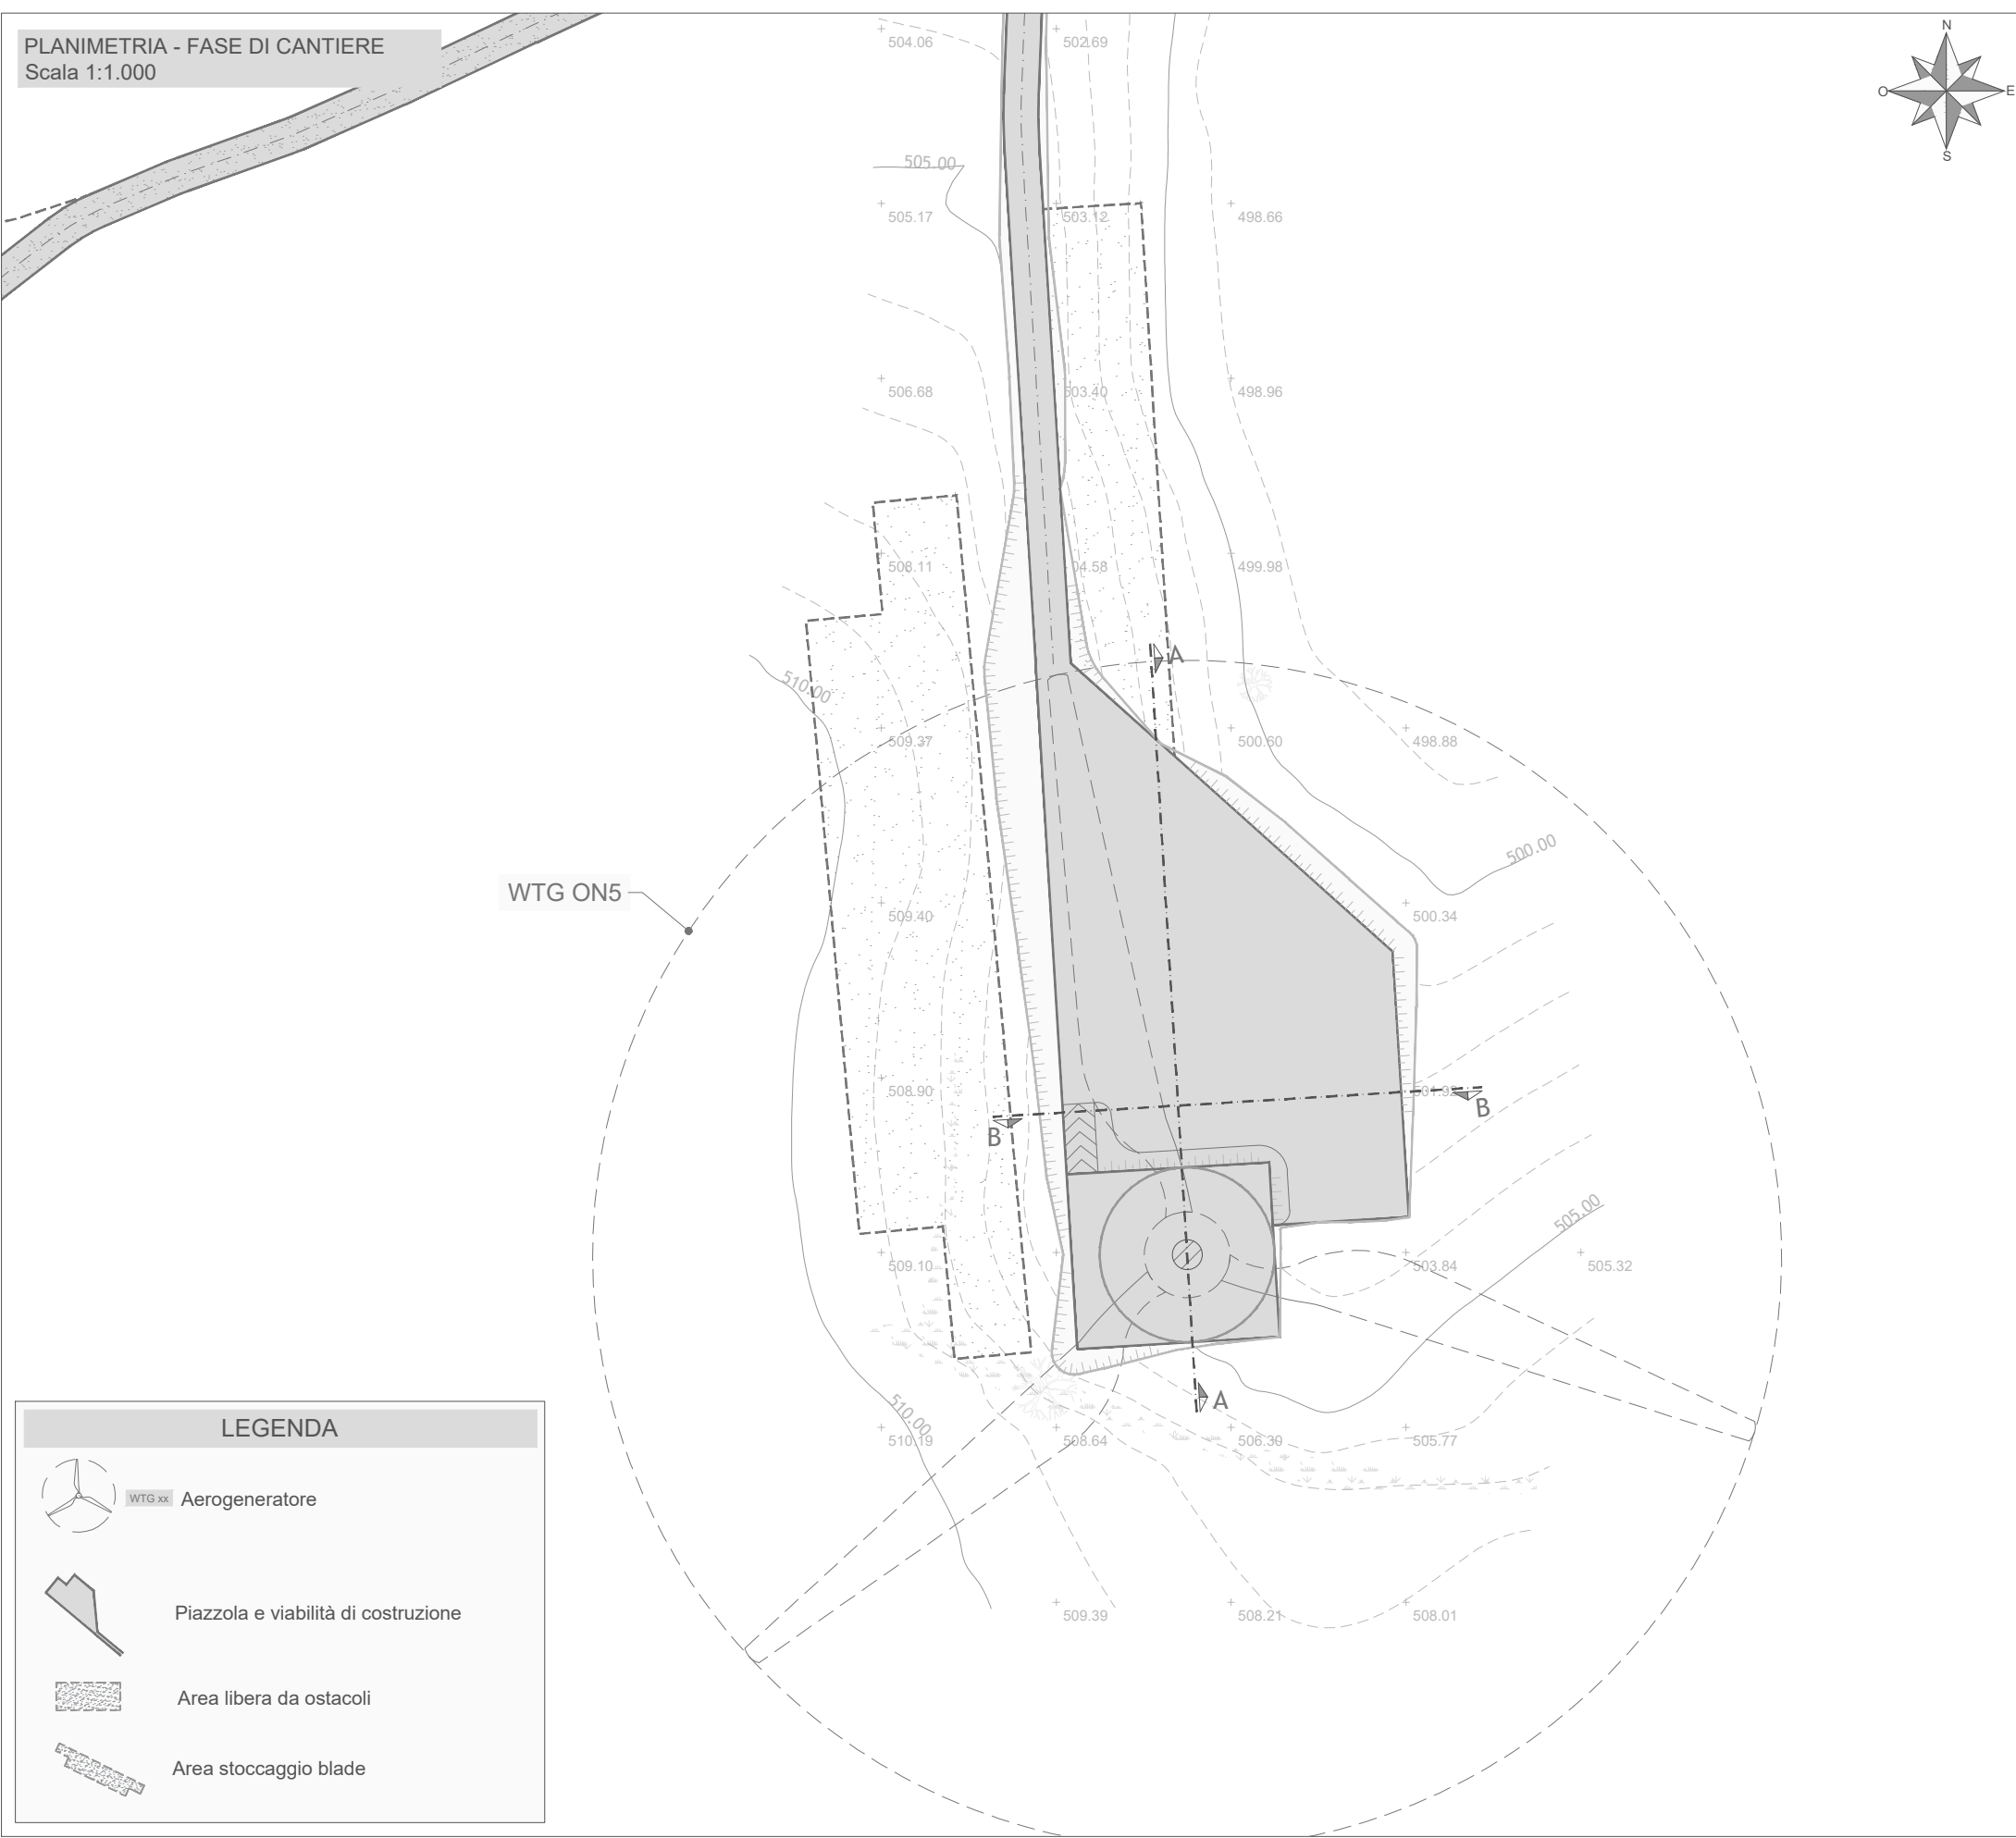 PLANIMETRIA - FASE DI CANTIERE
Scala 1:1.000
N
O
E
S
504.06
502.69
505.00
505.17
503.12
498.66
506.68
503.40
498.96
508.11
04.58
499.98
A
510.00
509.37
500.60
498.88
500.00
WTG ON5
509.40
500.34
508.90
501.92
B
B
505.00
509.10
503.84
505.32
A
510.00
510.19
508.64
506.30
505.77
509.39
508.21
508.01
LEGENDA
WTG xx
Aerogeneratore
Piazzola e viabilità di costruzione
Area libera da ostacoli
Area stoccaggio blade